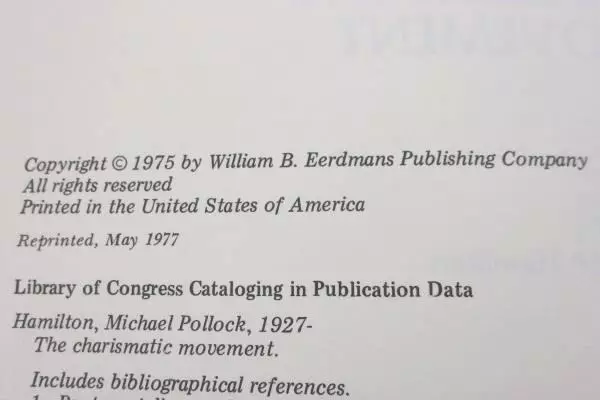 Copyright © 1975 by William B. Eerdmans Publishing Company
All rights reserved
Printed in the United States of America
Reprinted, May 1977
Library of Congress Cataloging in Publication Data
Hamilton, Michael Pollock, 1927-
The charismatic movement.
Includes bibliographical references.